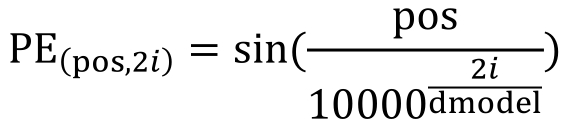 PE(pos,2i) = sin(pos / 10000^(2i/dmodel))